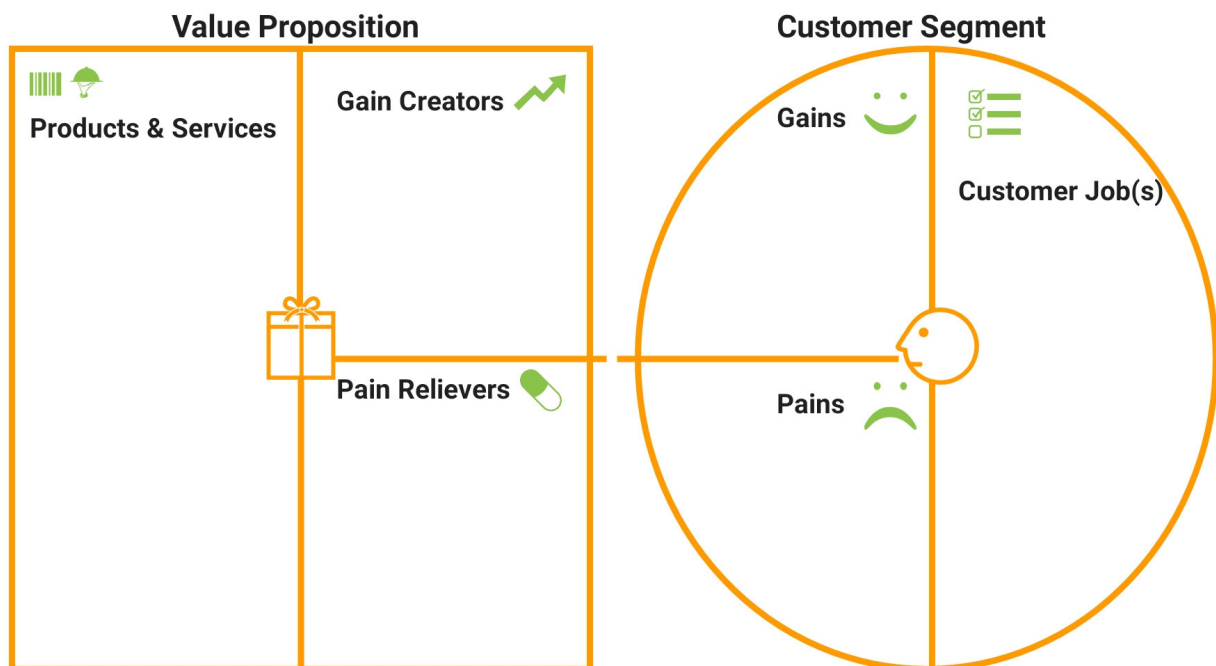 Value Proposition
Customer Segment
Products & Services
Gain Creators
Gains
Customer Job(s)
Pain Relievers
Pains